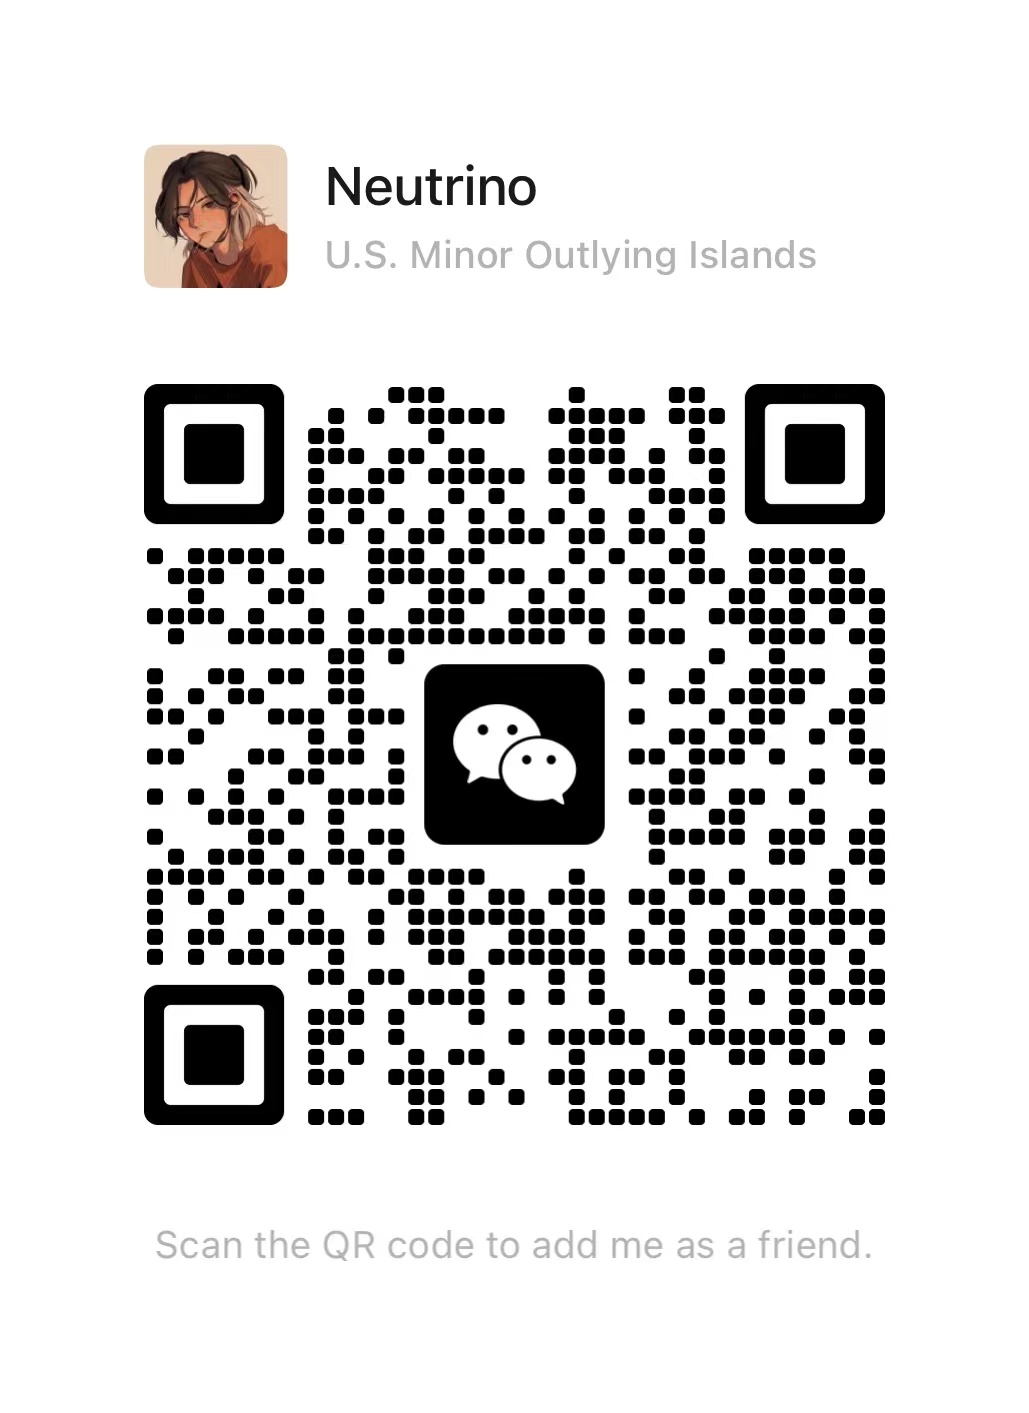 Neutrino
U.S. Minor Outlying Islands
Scan the QR code to add me as a friend.